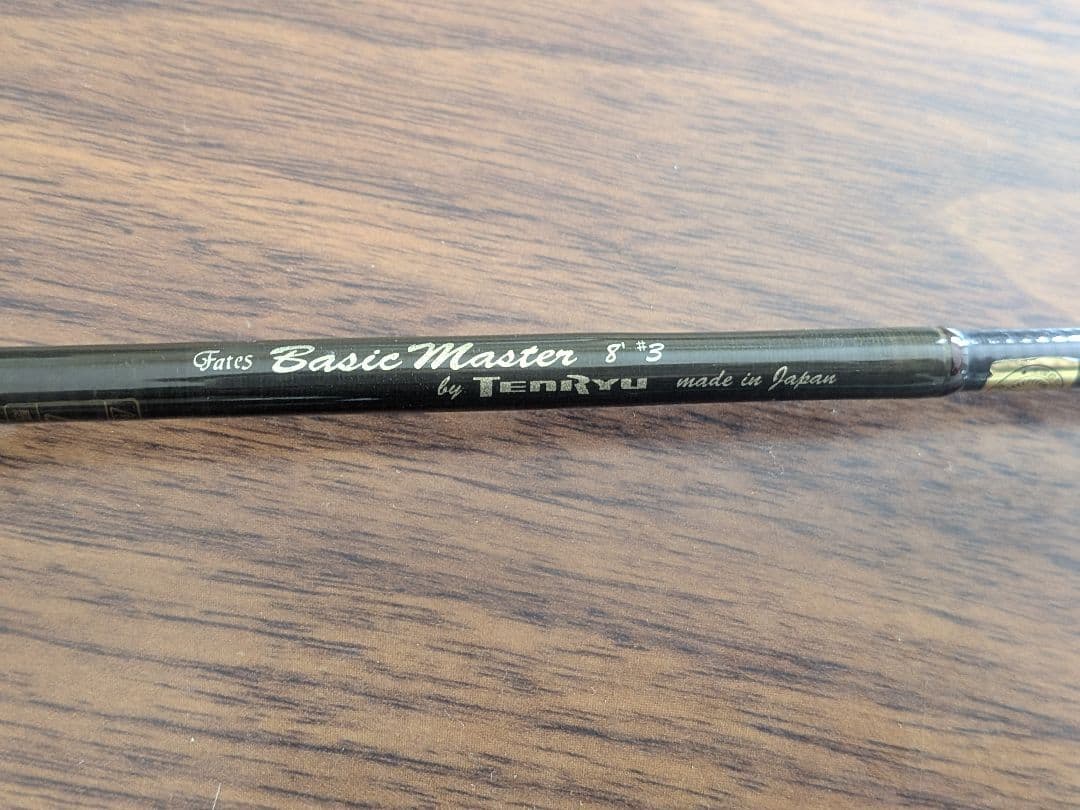 Fates Basic Master 8' #3
by TENRYU made in Japan